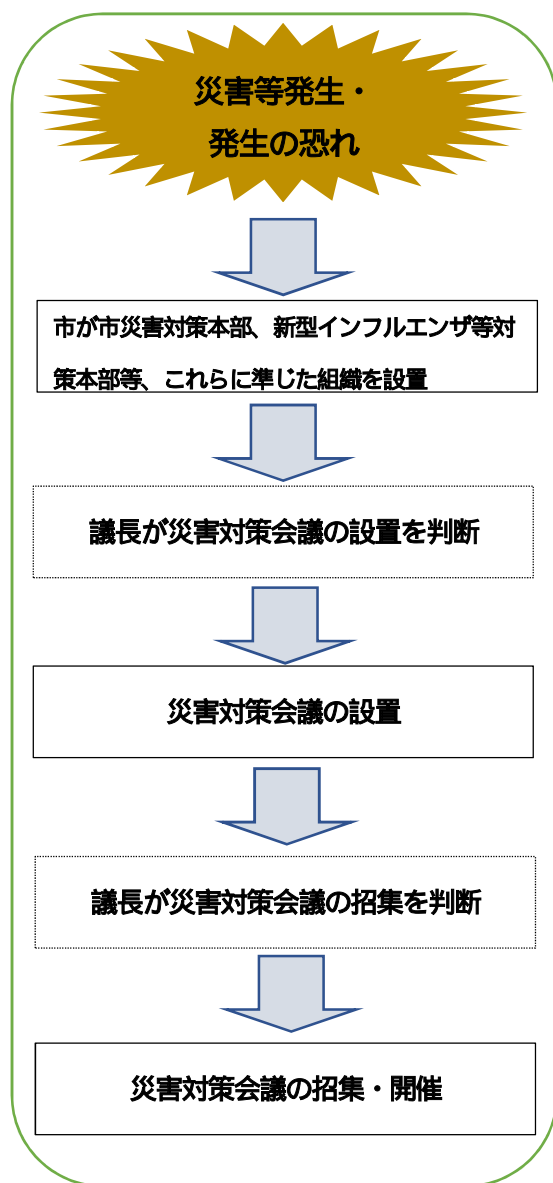 災害等発生・
発生の恐れ
市が市災害対策本部、新型インフルエンザ等対
策本部等、これらに準じた組織を設置
議長が災害対策会議の設置を判断
災害対策会議の設置
議長が災害対策会議の招集を判断
災害対策会議の招集・開催